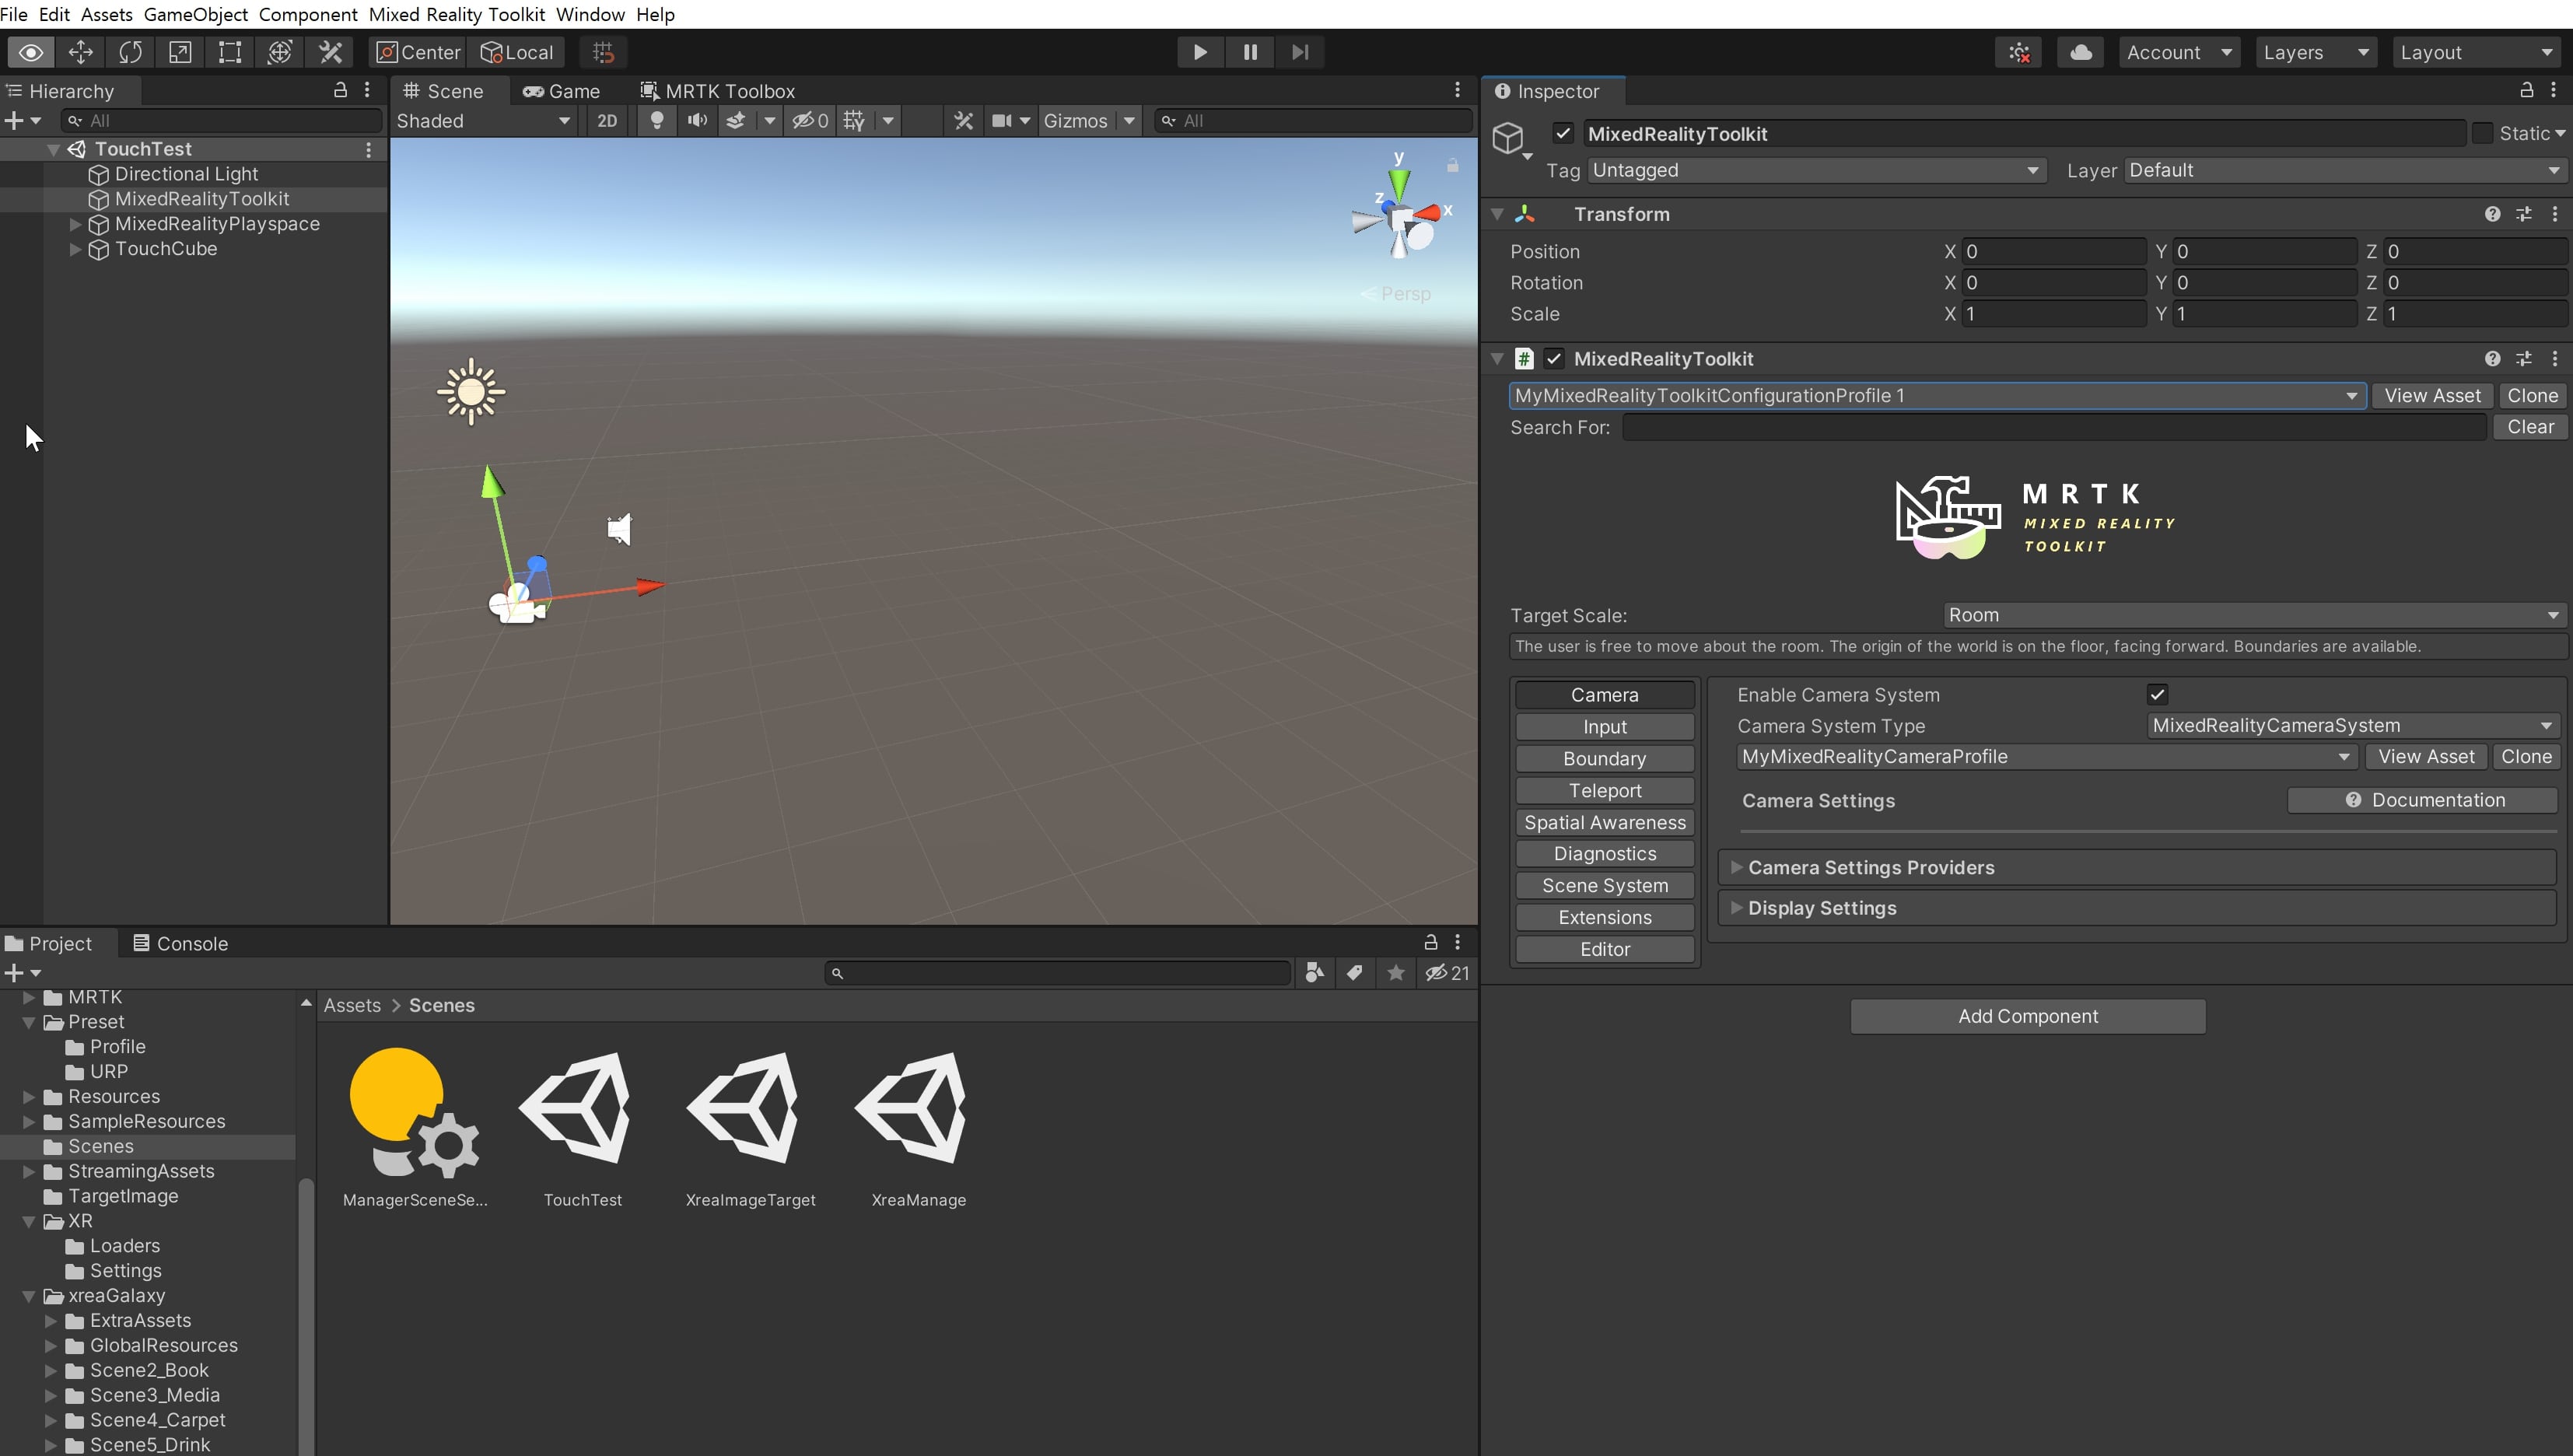 File Edit Assets GameObject Component Mixed Reality Toolkit Window Help
Center Local
Account Layers Layout
Hierarchy
All
TouchTest
Directional Light
MixedRealityToolkit
MixedRealityPlayspace
TouchCube
Scene Game MRTK Toolbox
Shaded 2D 0 Gizmos All
y
z x
Persp
Inspector
MixedRealityToolkit Static
Tag Untagged Layer Default
Transform
Position X 0 Y 0 Z 0
Rotation X 0 Y 0 Z 0
Scale X 1 Y 1 Z 1
# MixedRealityToolkit
MyMixedRealityToolkitConfigurationProfile 1 View Asset Clone
Search For: Clear
MRTK
MIXED REALITY
TOOLKIT
Target Scale: Room
The user is free to move about the room. The origin of the world is on the floor, facing forward. Boundaries are available.
Camera
Input
Boundary
Teleport
Spatial Awareness
Diagnostics
Scene System
Extensions
Editor
Enable Camera System
Camera System Type MixedRealityCameraSystem
MyMixedRealityCameraProfile View Asset Clone
Camera Settings Documentation
Camera Settings Providers
Display Settings
Add Component
Project Console
21
MRTK
Preset
Profile
URP
Resources
SampleResources
Scenes
StreamingAssets
TargetImage
XR
Loaders
Settings
xreaGalaxy
ExtraAssets
GlobalResources
Scene2_Book
Scene3_Media
Scene4_Carpet
Scene5_Drink
Assets > Scenes
ManagerSceneSe... TouchTest XreaImageTarget XreaManage